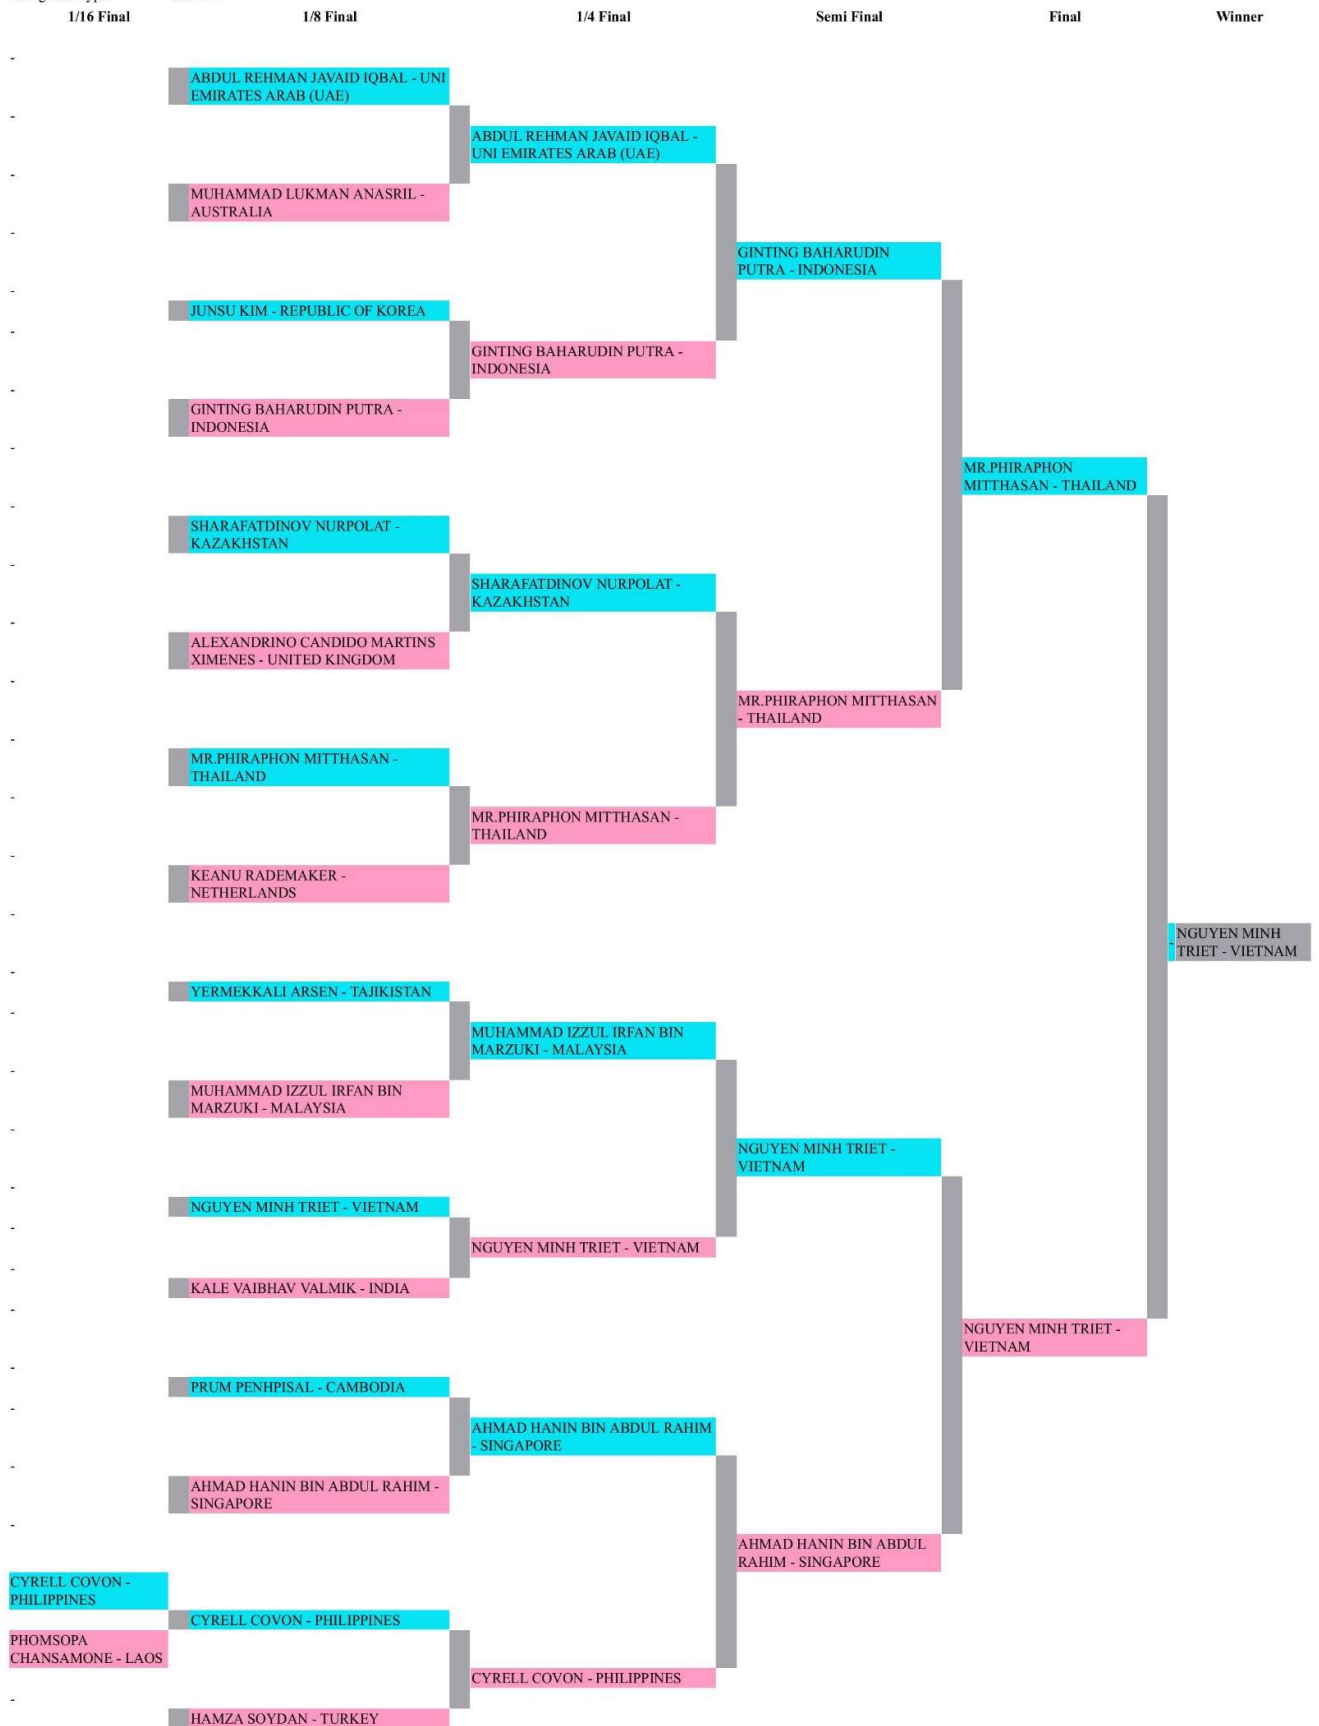 1/16 Final
1/8 Final
1/4 Final
Semi Final
Final
Winner
-
ABDUL REHMAN JAVAID IQBAL - UNI
EMIRATES ARAB (UAE)
-
ABDUL REHMAN JAVAID IQBAL -
UNI EMIRATES ARAB (UAE)
-
MUHAMMAD LUKMAN ANASRIL -
AUSTRALIA
-
GINTING BAHARUDIN
PUTRA - INDONESIA
-
JUNSU KIM - REPUBLIC OF KOREA
-
GINTING BAHARUDIN PUTRA -
INDONESIA
-
GINTING BAHARUDIN PUTRA -
INDONESIA
-
MR.PHIRAPHON
MITTHASAN - THAILAND
-
SHARAFATDINOV NURPOLAT -
KAZAKHSTAN
-
SHARAFATDINOV NURPOLAT -
KAZAKHSTAN
-
ALEXANDRINO CANDIDO MARTINS
XIMENES - UNITED KINGDOM
-
MR.PHIRAPHON MITTHASAN
- THAILAND
-
MR.PHIRAPHON MITTHASAN -
THAILAND
-
MR.PHIRAPHON MITTHASAN -
THAILAND
-
KEANU RADEMAKER -
NETHERLANDS
-
-
NGUYEN MINH
TRIET - VIETNAM
-
YERMEKKALI ARSEN - TAJIKISTAN
-
MUHAMMAD IZZUL IRFAN BIN
MARZUKI - MALAYSIA
-
MUHAMMAD IZZUL IRFAN BIN
MARZUKI - MALAYSIA
-
NGUYEN MINH TRIET -
VIETNAM
-
NGUYEN MINH TRIET - VIETNAM
-
NGUYEN MINH TRIET - VIETNAM
-
KALE VAIBHAV VALMIK - INDIA
-
NGUYEN MINH TRIET -
VIETNAM
-
PRUM PENHPISAL - CAMBODIA
-
AHMAD HANIN BIN ABDUL RAHIM
- SINGAPORE
-
AHMAD HANIN BIN ABDUL RAHIM -
SINGAPORE
-
AHMAD HANIN BIN ABDUL
RAHIM - SINGAPORE
CYRELL COVON -
PHILIPPINES
CYRELL COVON - PHILIPPINES
PHOMSOPA
CHANSAMONE - LAOS
CYRELL COVON - PHILIPPINES
-
HAMZA SOYDAN - TURKEY